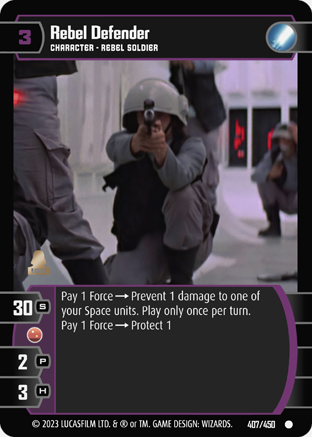 3
Rebel Defender
CHARACTER • REBEL SOLDIER
30 S
Pay 1 Force → Prevent 1 damage to one of
your Space units. Play only once per turn.
Pay 1 Force → Protect 1
2 P
3 H
© 2023 LUCASFILM LTD. & ® or TM. GAME DESIGN: WIZARDS. 407/450